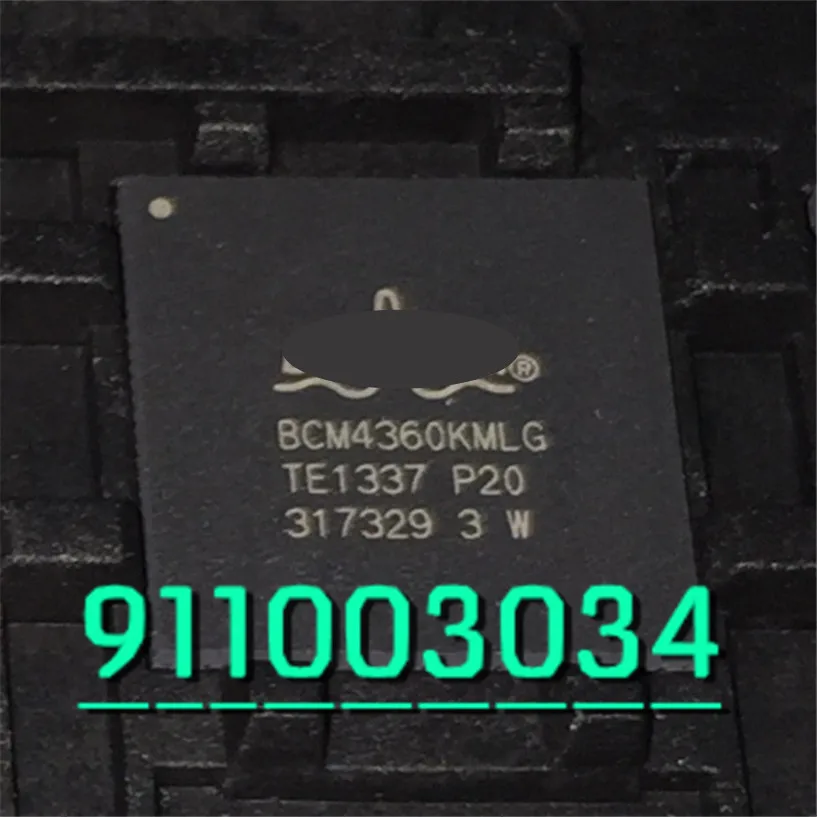 ®
BCM4360KMLG
TE1337 P20
317329 3 W
911003034